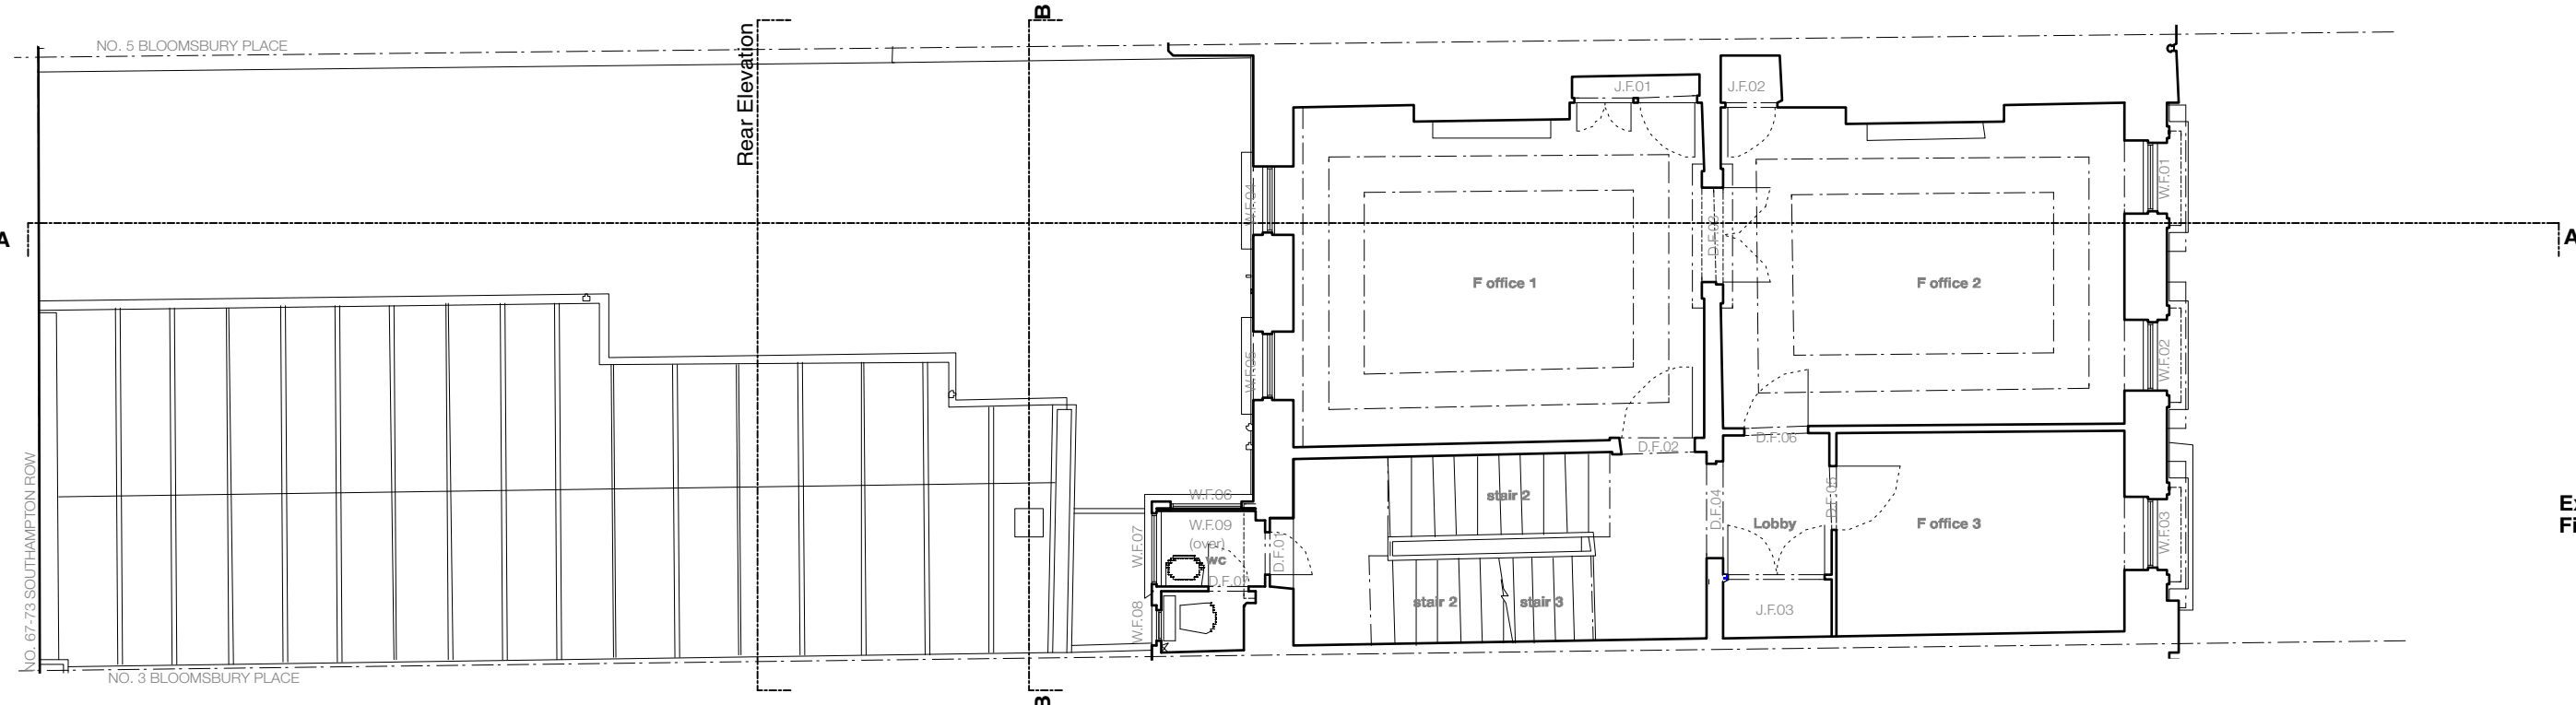 B
NO. 5 BLOOMSBURY PLACE
Rear Elevation
J.F.01
J.F.02
W.F.01
W.F.04
D.F.03
A
A
F office 1
F office 2
W.F.05
W.F.02
D.F.02
D.F.06
NO. 67-73 SOUTHAMPTON ROW
W.F.06
stair 2
D.F.04
D.F.05
W.F.09
(over)
wc
W.F.07
D.F.01
Lobby
F office 3
W.F.03
Ex
Fi
D.F.07
W.F.08
stair 2
stair 3
J.F.03
NO. 3 BLOOMSBURY PLACE
B